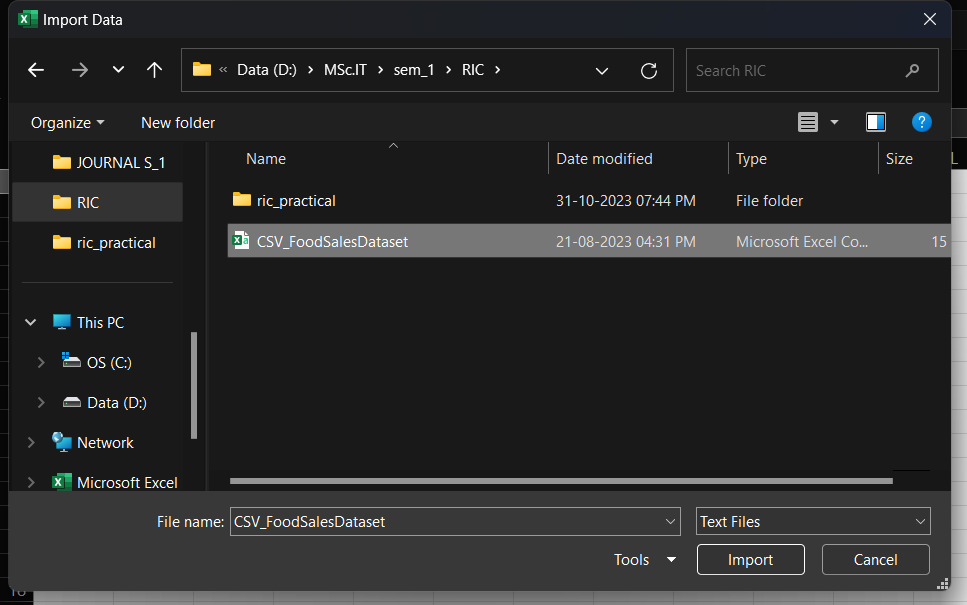 Import Data
« Data (D:) › MSc.IT › sem_1 › RIC ›
Search RIC
Organize
New folder
?
JOURNAL S_1
RIC
ric_practical
This PC
OS (C:)
Data (D:)
Network
Microsoft Excel
Name Date modified Type Size
ric_practical 31-10-2023 07:44 PM File folder
CSV_FoodSalesDataset 21-08-2023 04:31 PM Microsoft Excel Co... 15
L
File name: CSV_FoodSalesDataset Text Files
Tools Import Cancel